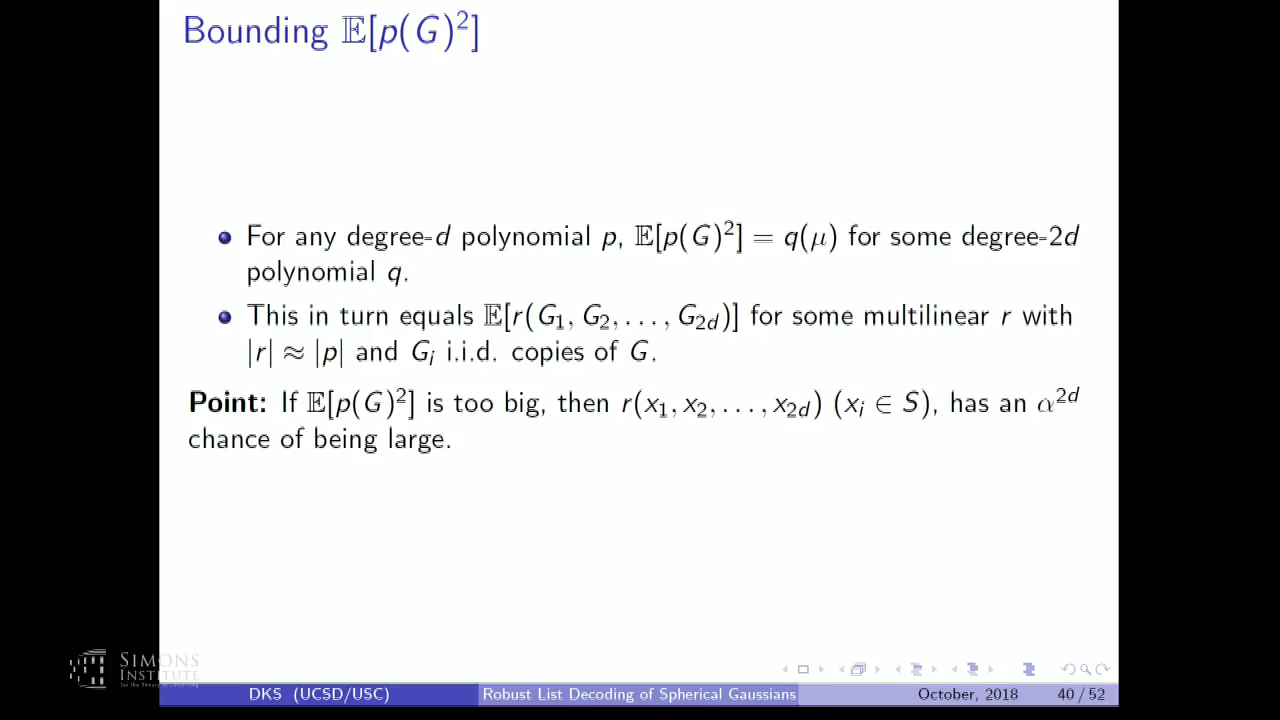 Bounding 𝔼[p(G)²]
For any degree-d polynomial p, 𝔼[p(G)²] = q(μ) for some degree-2d
polynomial q.
This in turn equals 𝔼[r(G₁, G₂, . . . , G₂d)] for some multilinear r with
|r| ≈ |p| and Gᵢ i.i.d. copies of G.
Point: If 𝔼[p(G)²] is too big, then r(x₁, x₂, . . . , x₂d) (xᵢ ∈ S), has an α²ᵈ
chance of being large.
SIMONS
INSTITUTE
DKS (UCSD/USC) Robust List Decoding of Spherical Gaussians October, 2018 40 / 52